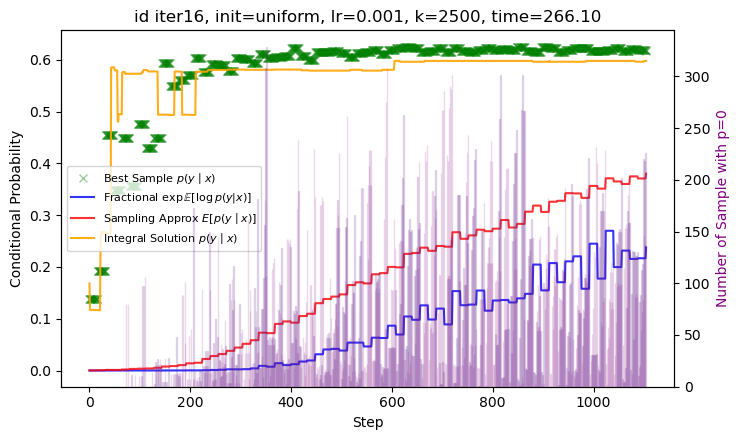 id iter16, init=uniform, lr=0.001, k=2500, time=266.10
Conditional Probability
0.6
0.5
0.4
0.3
0.2
0.1
0.0
Best Sample p(y | x)
Fractional exp 𝔼[log p(y|x)]
Sampling Approx E[p(y | x)]
Integral Solution p(y | x)
300
250
200
150
100
50
0
Number of Sample with p=0
0 200 400 600 800 1000
Step